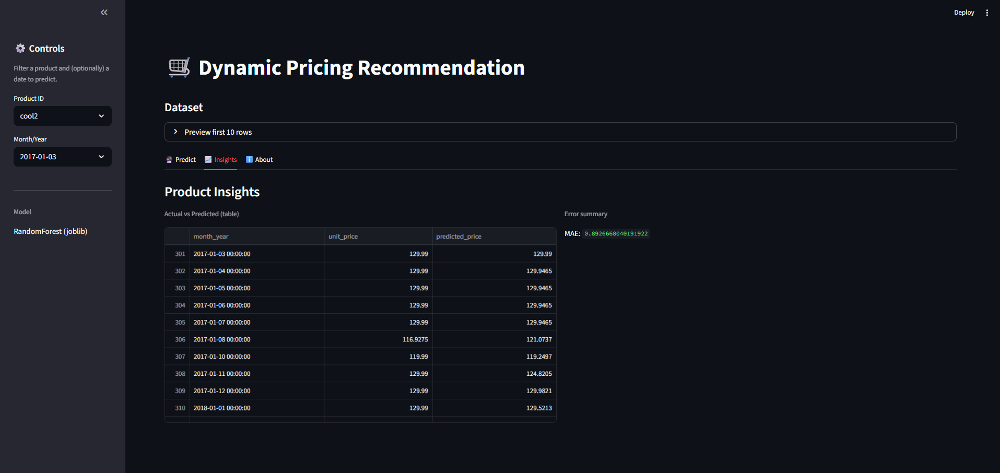 Deploy
Controls
Filter a product and (optionally) a
date to predict.
Product ID
cool2
Month/Year
2017-01-03
Model
RandomForest (joblib)
Dynamic Pricing Recommendation
Dataset
Preview first 10 rows
Predict Insights About
Product Insights
Actual vs Predicted (table)
month_year unit_price predicted_price
301 2017-01-03 00:00:00 129.99 129.99
302 2017-01-04 00:00:00 129.99 129.9465
303 2017-01-05 00:00:00 129.99 129.9465
304 2017-01-06 00:00:00 129.99 129.9465
305 2017-01-07 00:00:00 129.99 129.9465
306 2017-01-08 00:00:00 116.9275 121.0737
307 2017-01-10 00:00:00 119.99 119.2497
308 2017-01-11 00:00:00 129.99 124.8205
309 2017-01-12 00:00:00 129.99 129.9821
310 2018-01-01 00:00:00 129.99 129.5213
Error summary
MAE: 0.8926668040191922